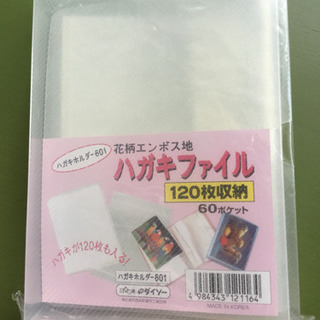 ハガキホルダー601
花柄エンボス地
ハガキファイル
120枚収納
60ポケット
ハガキが120枚も入る!
ハガキホルダー601
ダイソー
4984343121164
MADE IN KOREA